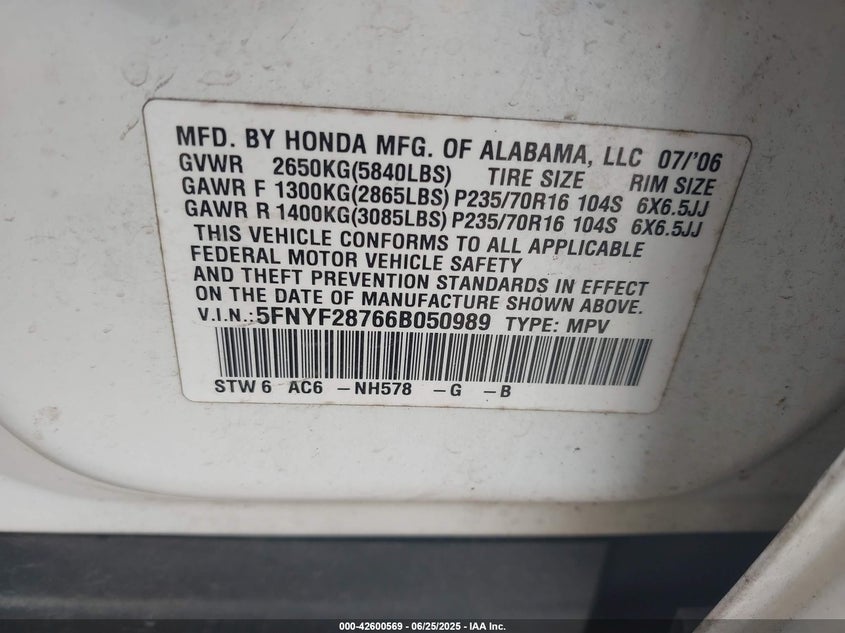 MFD. BY HONDA MFG. OF ALABAMA, LLC 07/'06
GVWR 2650KG(5840LBS) TIRE SIZE RIM SIZE
GAWR F 1300KG(2865LBS) P235/70R16 104S 6X6.5JJ
GAWR R 1400KG(3085LBS) P235/70R16 104S 6X6.5JJ
THIS VEHICLE CONFORMS TO ALL APPLICABLE
FEDERAL MOTOR VEHICLE SAFETY
AND THEFT PREVENTION STANDARDS IN EFFECT
ON THE DATE OF MANUFACTURE SHOWN ABOVE.
V.I.N.: 5FNYF28766B050989 TYPE: MPV
STW 6 AC6 -NH578 -G -B
000-42600569 - 06/25/2025 - IAA Inc.